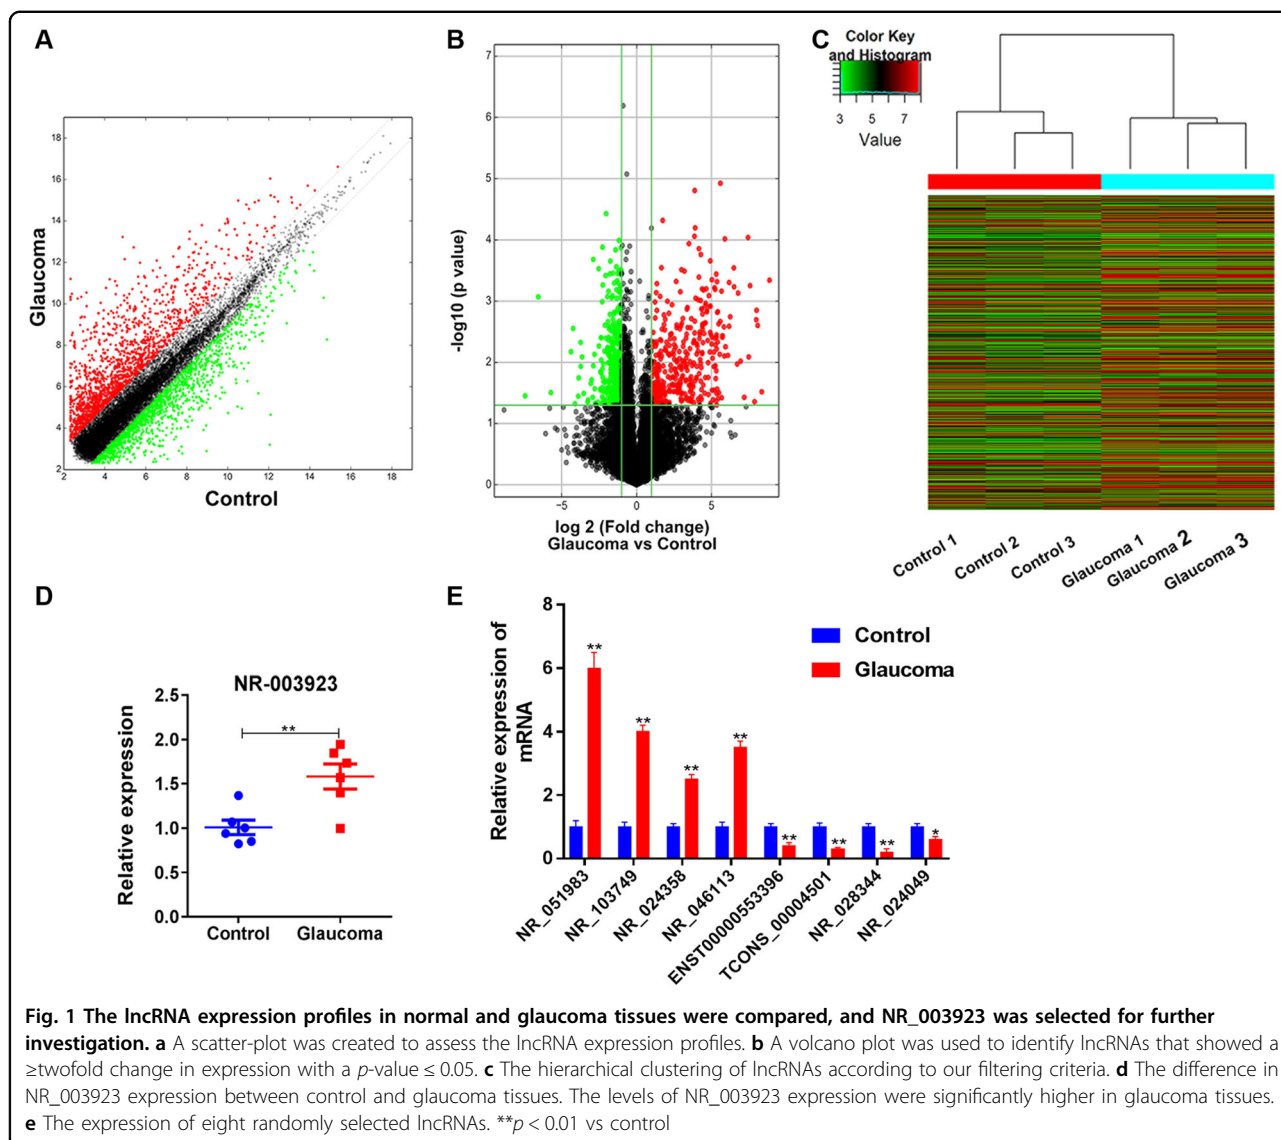 A
Glaucoma
18
16
14
12
10
8
6
4
2
2 4 6 8 10 12 14 16 18
Control
B
-log10 (p value)
7
6
5
4
3
2
1
0
-5 0 5
log 2 (Fold change)
Glaucoma vs Control
C
Color Key
and Histogram
3 5 7
Value
Control 1
Control 2
Control 3
Glaucoma 1
Glaucoma 2
Glaucoma 3
D
NR-003923
Relative expression
2.5
2.0
1.5
1.0
0.5
0.0
**
Control Glaucoma
E
Relative expression of
mRNA
8
6
4
2
0
** ** ** ** ** ** ** *
Control
Glaucoma
NR_051983
NR_103749
NR_024358
NR_046113
ENST00000553396
TCONS_00004501
NR_028344
NR_024049
Fig. 1 The lncRNA expression profiles in normal and glaucoma tissues were compared, and NR_003923 was selected for further
investigation. a A scatter-plot was created to assess the lncRNA expression profiles. b A volcano plot was used to identify lncRNAs that showed a
≥twofold change in expression with a p-value ≤ 0.05. c The hierarchical clustering of lncRNAs according to our filtering criteria. d The difference in
NR_003923 expression between control and glaucoma tissues. The levels of NR_003923 expression were significantly higher in glaucoma tissues.
e The expression of eight randomly selected lncRNAs. **p < 0.01 vs control